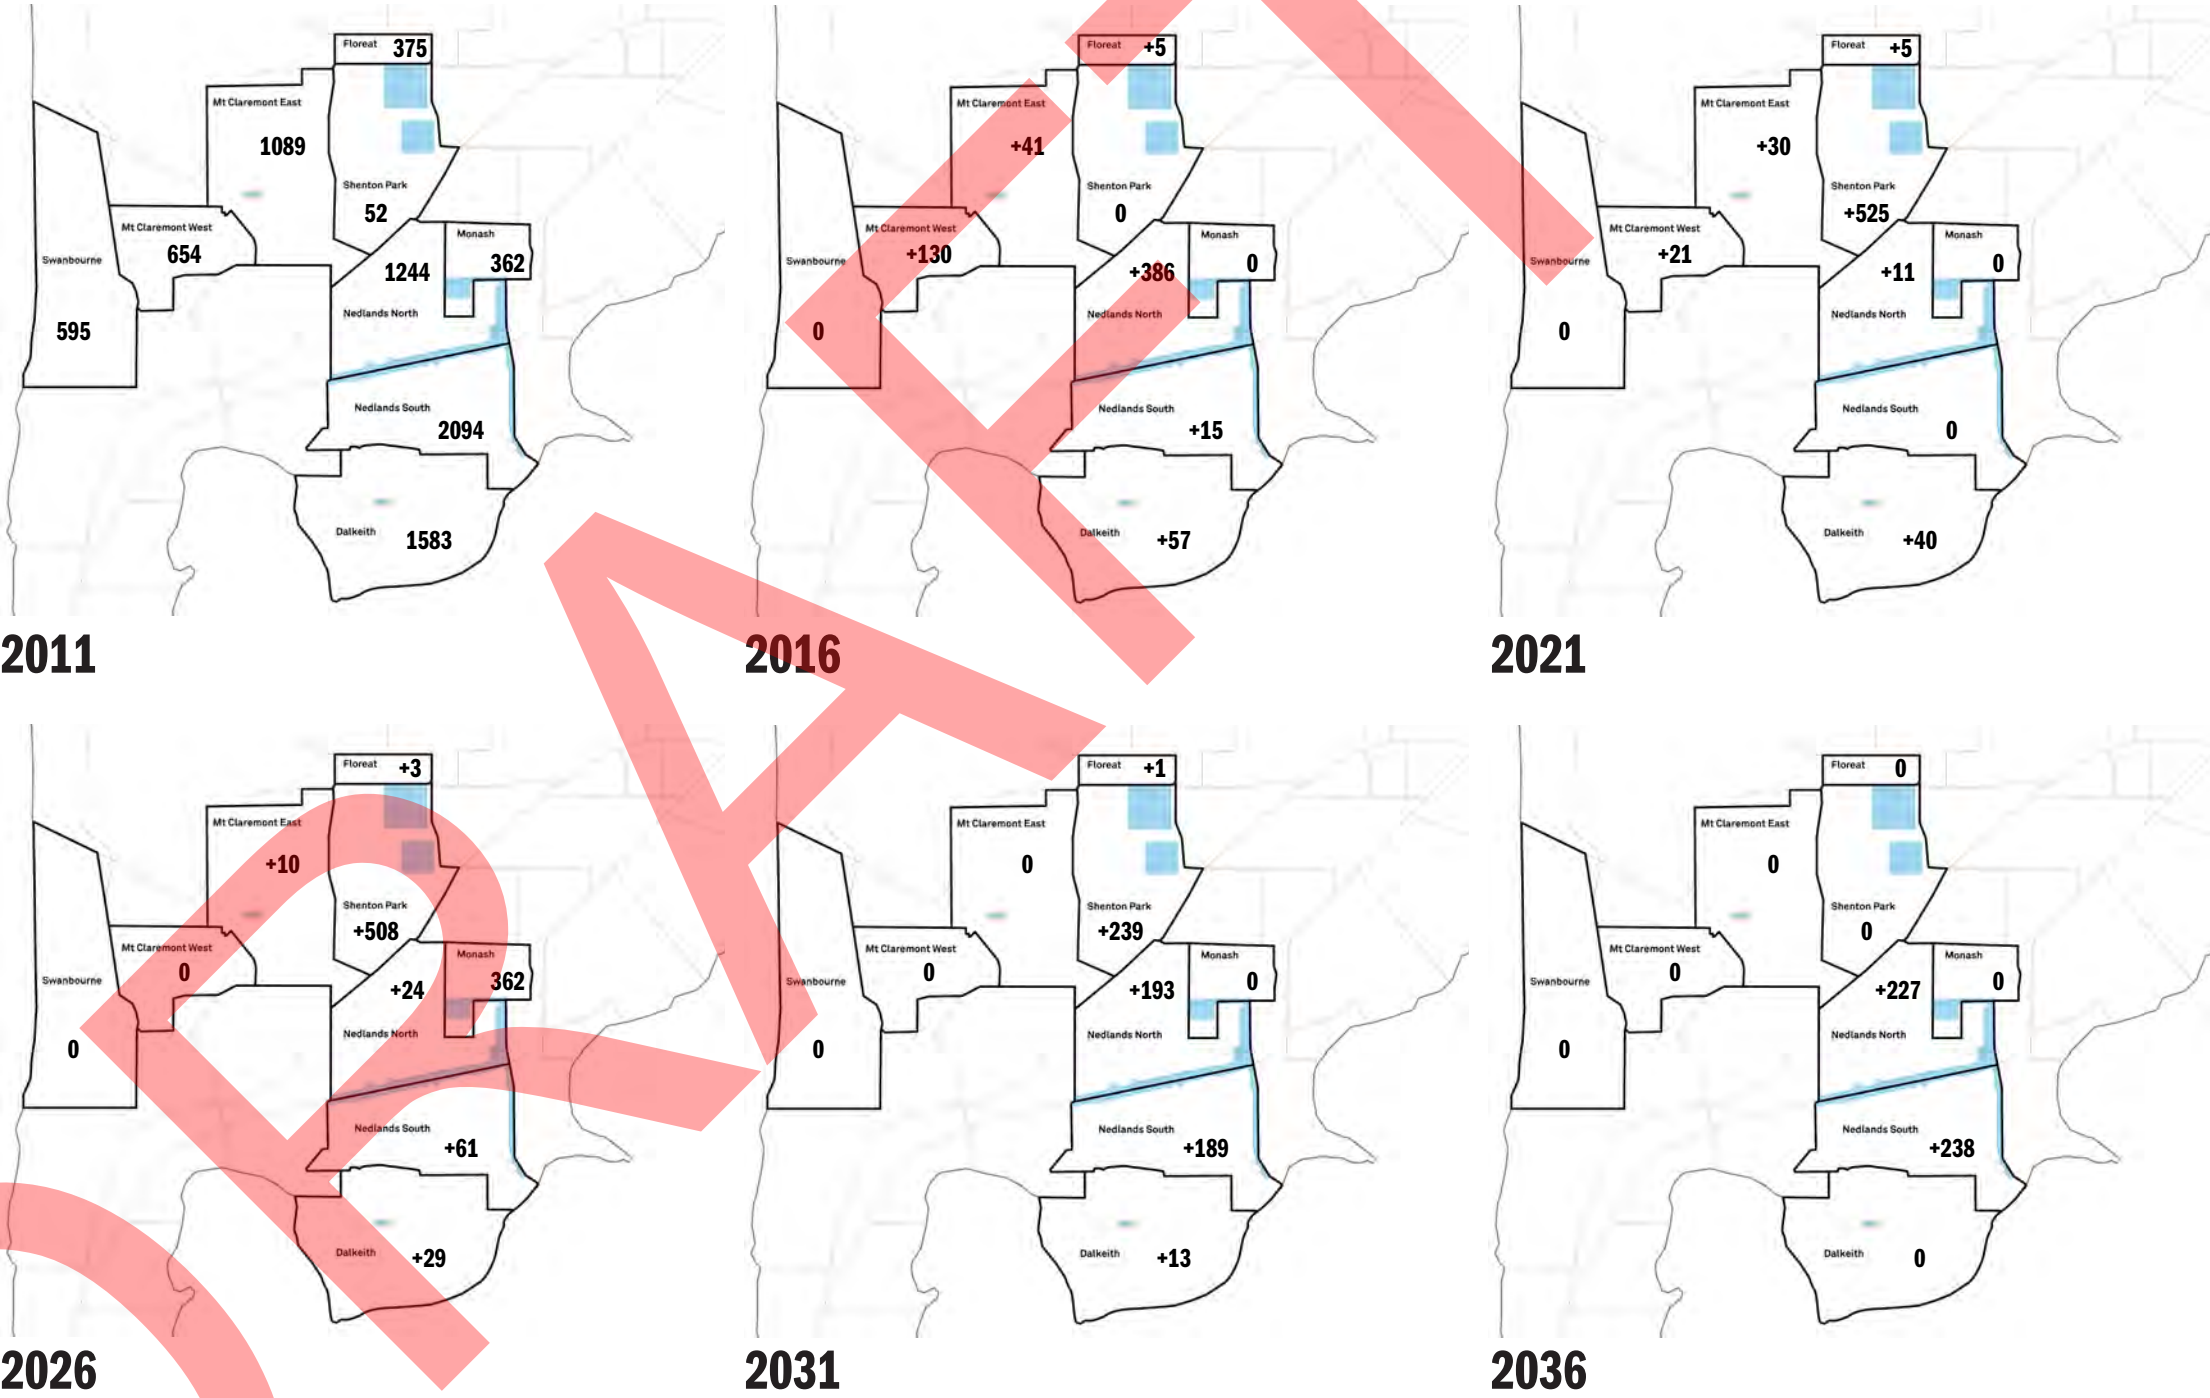 Floreat 375
Mt Claremont East
1089
Shenton Park
52
Mt Claremont West
654
Monash
362
Swanbourne
595
1244
Nedlands North
Nedlands South
2094
Dalkeith
1583
2011
Floreat +5
Mt Claremont East
+41
Shenton Park
0
Mt Claremont West
+130
Monash
0
Swanbourne
0
+386
Nedlands North
Nedlands South
+15
Dalkeith
+57
2016
Floreat +5
Mt Claremont East
+30
Shenton Park
+525
Mt Claremont West
+21
Monash
0
Swanbourne
0
+11
Nedlands North
Nedlands South
0
Dalkeith
+40
2021
Floreat +3
Mt Claremont East
+10
Shenton Park
+508
Mt Claremont West
0
Monash
362
Swanbourne
0
+24
Nedlands North
Nedlands South
+61
Dalkeith
+29
2026
Floreat +1
Mt Claremont East
0
Shenton Park
+239
Mt Claremont West
0
Monash
0
Swanbourne
0
+193
Nedlands North
Nedlands South
+189
Dalkeith
+13
2031
Floreat 0
Mt Claremont East
0
Shenton Park
0
Mt Claremont West
0
Monash
0
Swanbourne
0
+227
Nedlands North
Nedlands South
+238
Dalkeith
0
2036
DRAFT